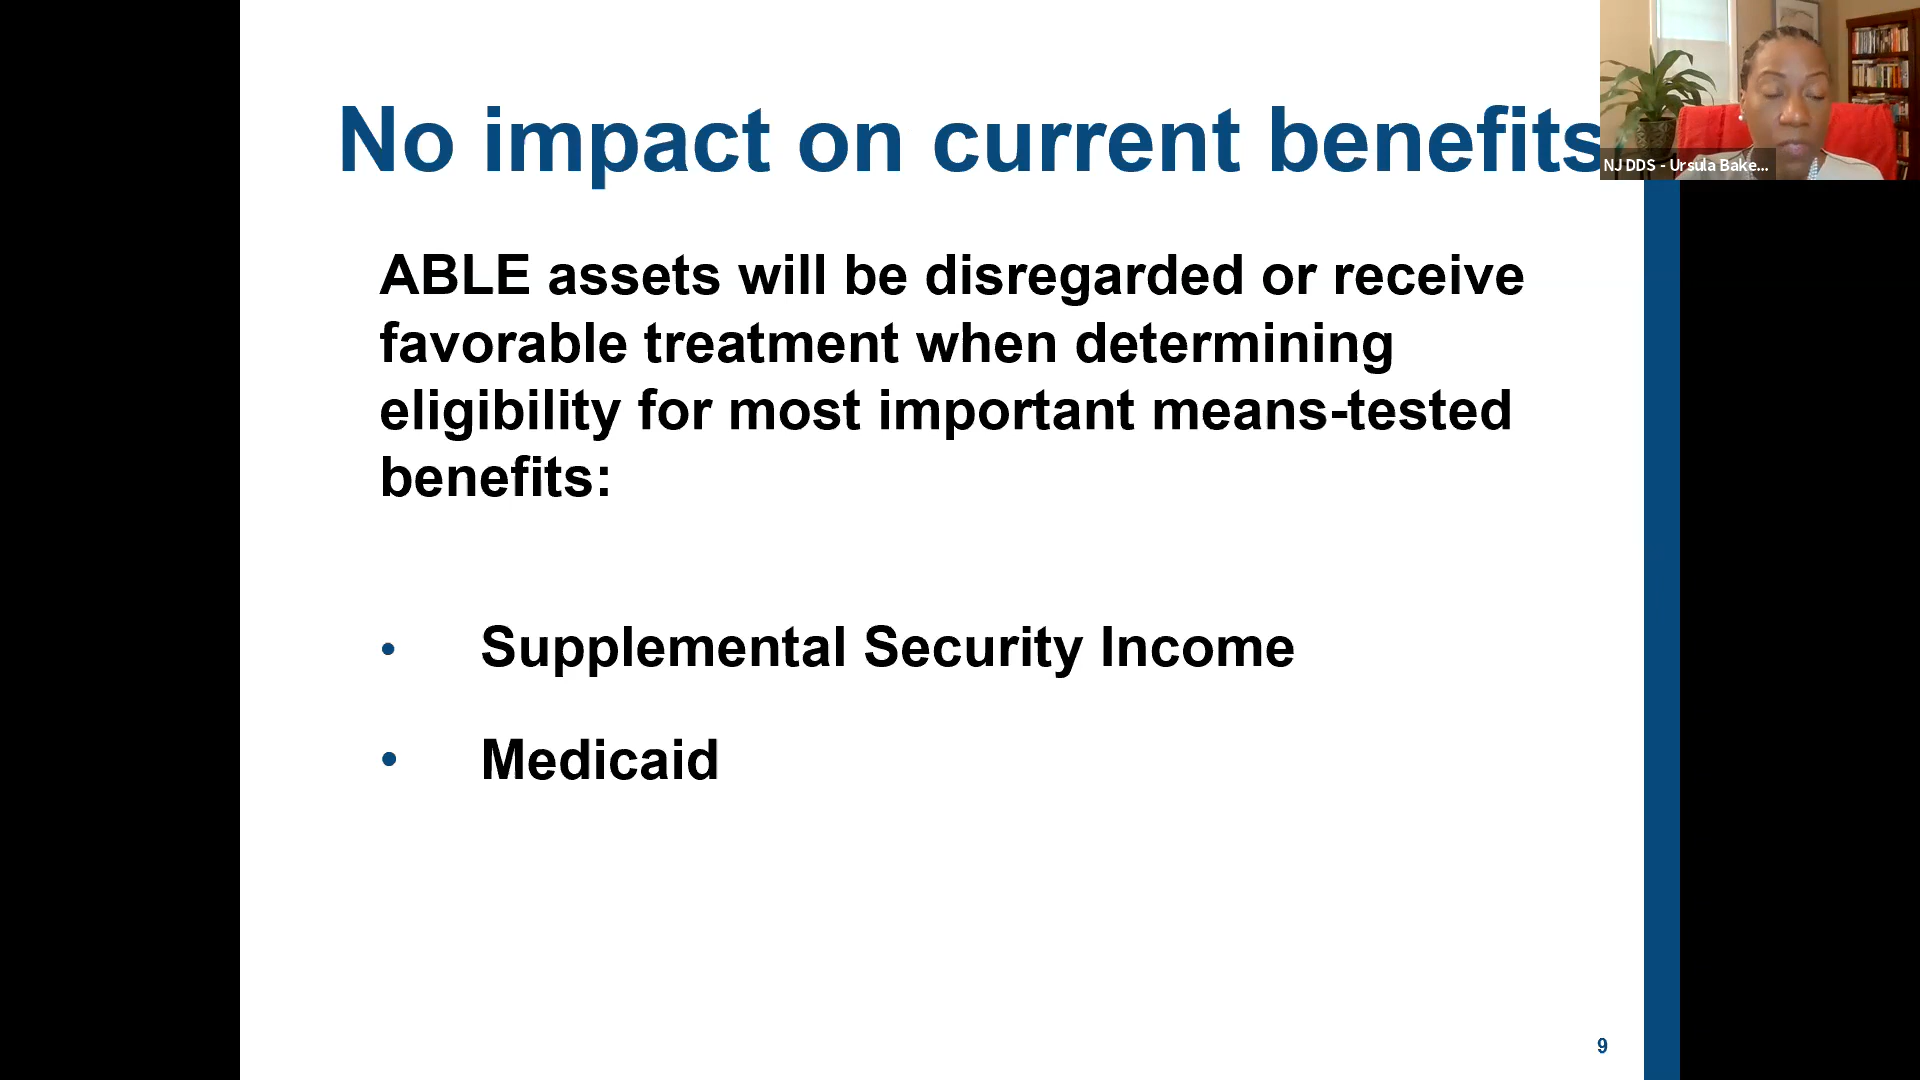 No impact on current benefits
NJ DDS - Ursula Bake...
ABLE assets will be disregarded or receive
favorable treatment when determining
eligibility for most important means-tested
benefits:
• Supplemental Security Income
• Medicaid
9